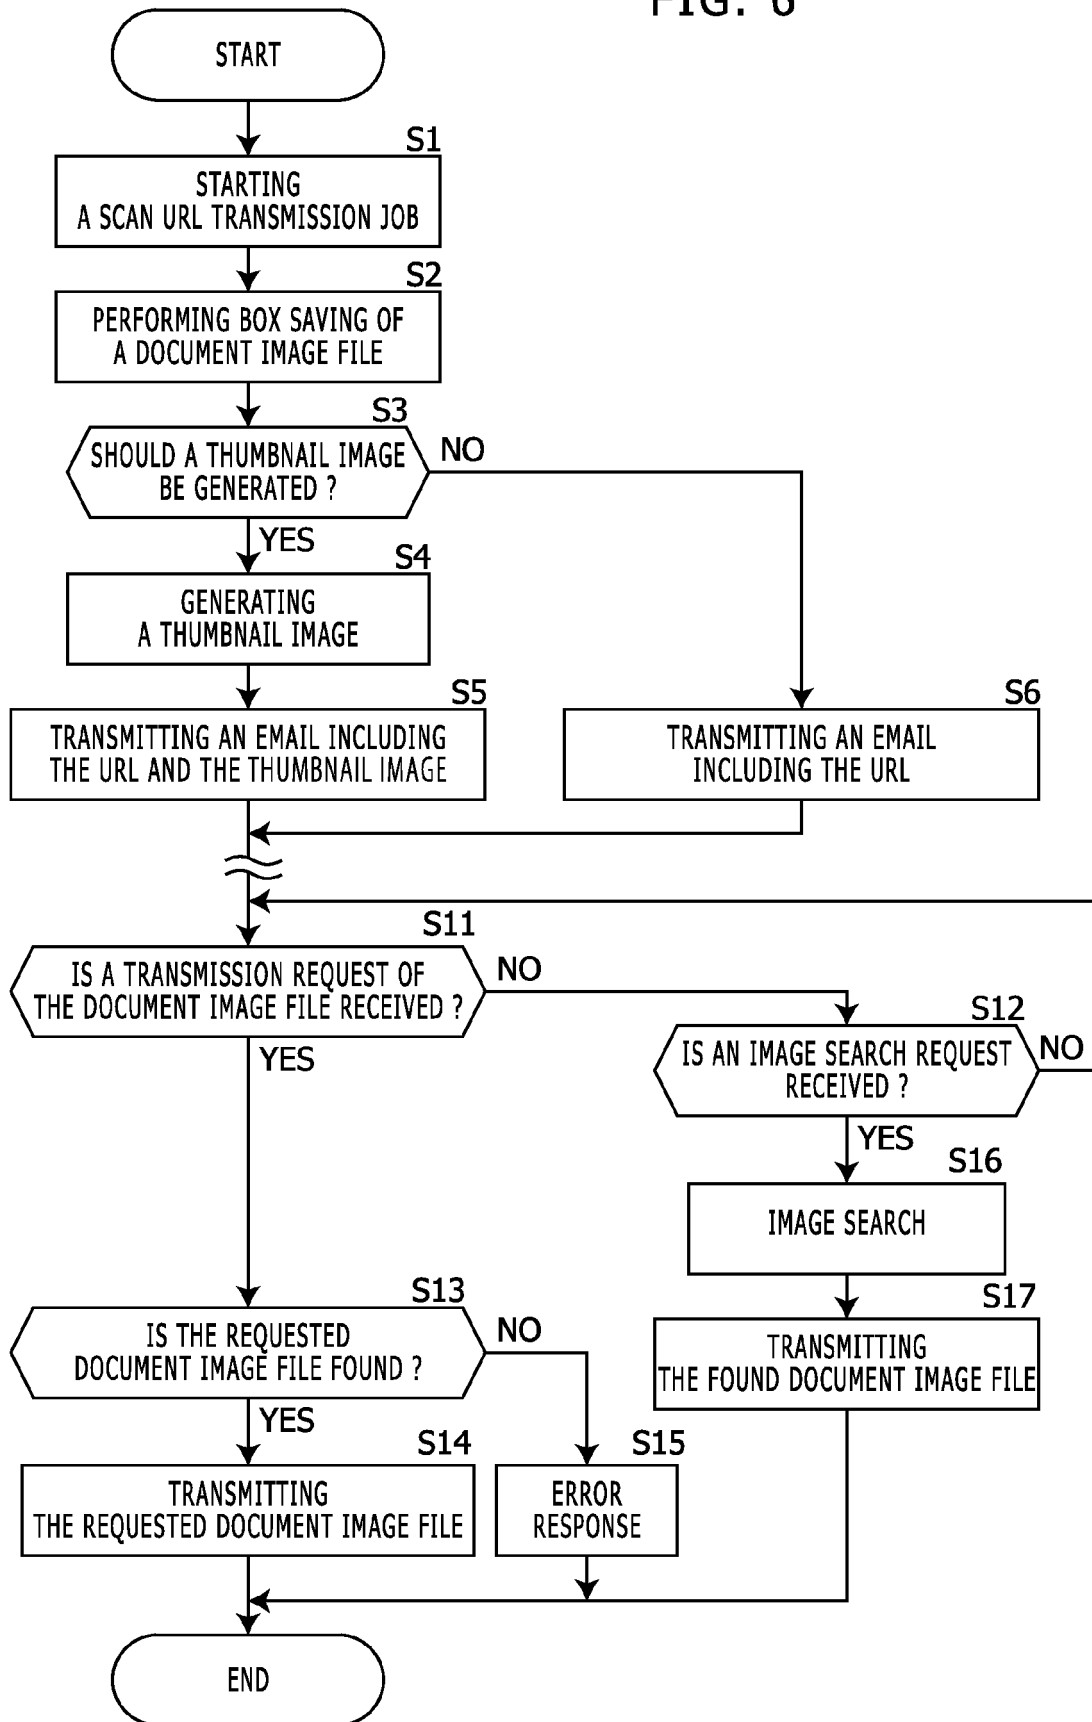 FIG. 6
START
S1
STARTING
A SCAN URL TRANSMISSION JOB
S2
PERFORMING BOX SAVING OF
A DOCUMENT IMAGE FILE
S3
SHOULD A THUMBNAIL IMAGE
BE GENERATED ?
NO
YES
S4
GENERATING
A THUMBNAIL IMAGE
S5
TRANSMITTING AN EMAIL INCLUDING
THE URL AND THE THUMBNAIL IMAGE
S6
TRANSMITTING AN EMAIL
INCLUDING THE URL
S11
IS A TRANSMISSION REQUEST OF
THE DOCUMENT IMAGE FILE RECEIVED ?
NO
YES
S12
IS AN IMAGE SEARCH REQUEST
RECEIVED ?
NO
YES
S16
IMAGE SEARCH
S17
TRANSMITTING
THE FOUND DOCUMENT IMAGE FILE
S13
IS THE REQUESTED
DOCUMENT IMAGE FILE FOUND ?
NO
YES
S14
TRANSMITTING
THE REQUESTED DOCUMENT IMAGE FILE
S15
ERROR
RESPONSE
END